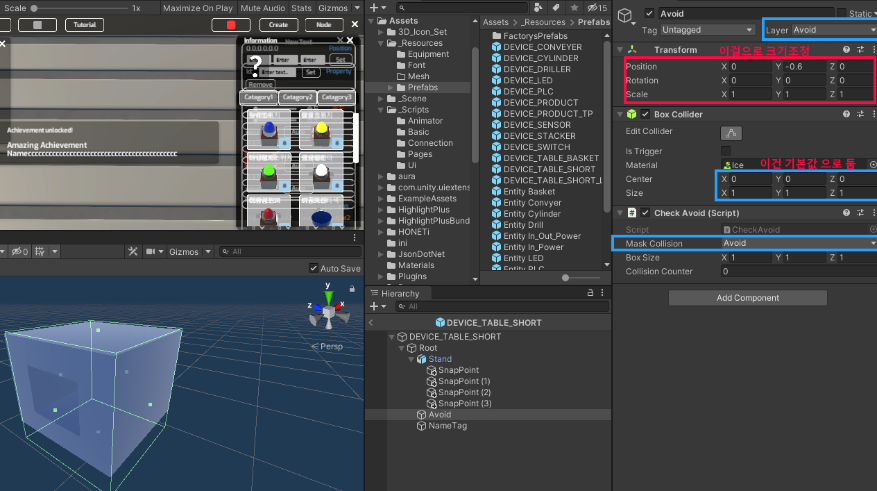 Scale
1x
Mute Audio
Stats
Gizmos
Tutorial
Create
Node
Information
Position
Enter
Enter
Set
Enter text...
Set
Property
Remove
Catagory1
Catagory2
Catagory3
Achievement unlocked!
Amazing Achievement
Namecccccccccccccccccccccccccccccccccccccc
Gizmos
All
Auto Save
y
z
x
Persp
Assets
3D_Icon_Set
_Resources
Equipment
Font
Mesh
Prefabs
_Scene
_Scripts
Animator
Basic
Connection
Pages
Ui
aura
com.unity.uiextens
ExampleAssets
HighlightPlus
HighlightPlusBund
HONETi
ini
JsonDotNet
Materials
Plugins
15
Assets > _Resources > Prefabs
FactorysPrefabs
DEVICE_CONVEYER
DEVICE_CYLINDER
DEVICE_DRILLER
DEVICE_LED
DEVICE_PLC
DEVICE_PRODUCT
DEVICE_PRODUCT_TP
DEVICE_SENSOR
DEVICE_STACKER
DEVICE_SWITCH
DEVICE_TABLE_BASKET
DEVICE_TABLE_SHORT
DEVICE_TABLE_SHORT_L
Entity Basket
Entity Convyer
Entity Cylinder
Entity Drill
Entity In_Out_Power
Entity In_Power
Entity LED
Entity PLC
Hierarchy
All
DEVICE_TABLE_SHORT
DEVICE_TABLE_SHORT
Root
Stand
SnapPoint
SnapPoint (1)
SnapPoint (2)
SnapPoint (3)
Avoid
NameTag
Avoid
Static
Tag Untagged
Layer Avoid
Transform
이걸으로 크기조정
Position X 0 Y -0.6 Z 0
Rotation X 0 Y 0 Z 0
Scale X 1 Y 1 Z 1
Box Collider
Edit Collider
Is Trigger
Material Ice
이건 기본값 으로 둠
Center X 0 Y 0 Z 0
Size X 1 Y 1 Z 1
Check Avoid (Script)
Script CheckAvoid
Mask Collision Avoid
Box Size X 1 Y 1 Z 1
Collision Counter 0
Add Component